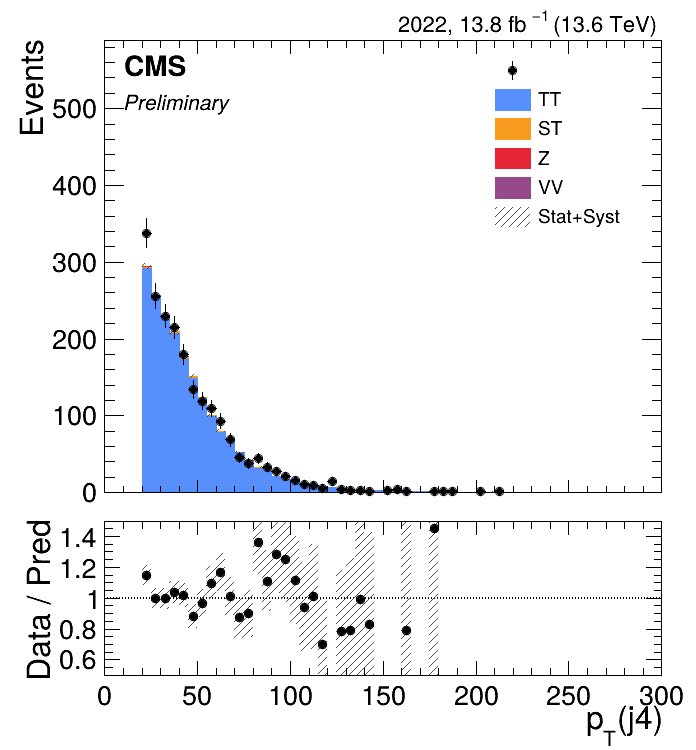 2022, 13.8 fb⁻¹ (13.6 TeV)
CMS
Preliminary
TT
ST
Z
VV
Stat+Syst
Events
500
400
300
200
100
0
Data / Pred
1.4
1.2
1
0.8
0.6
0 50 100 150 200 250 300
p_T(j4)